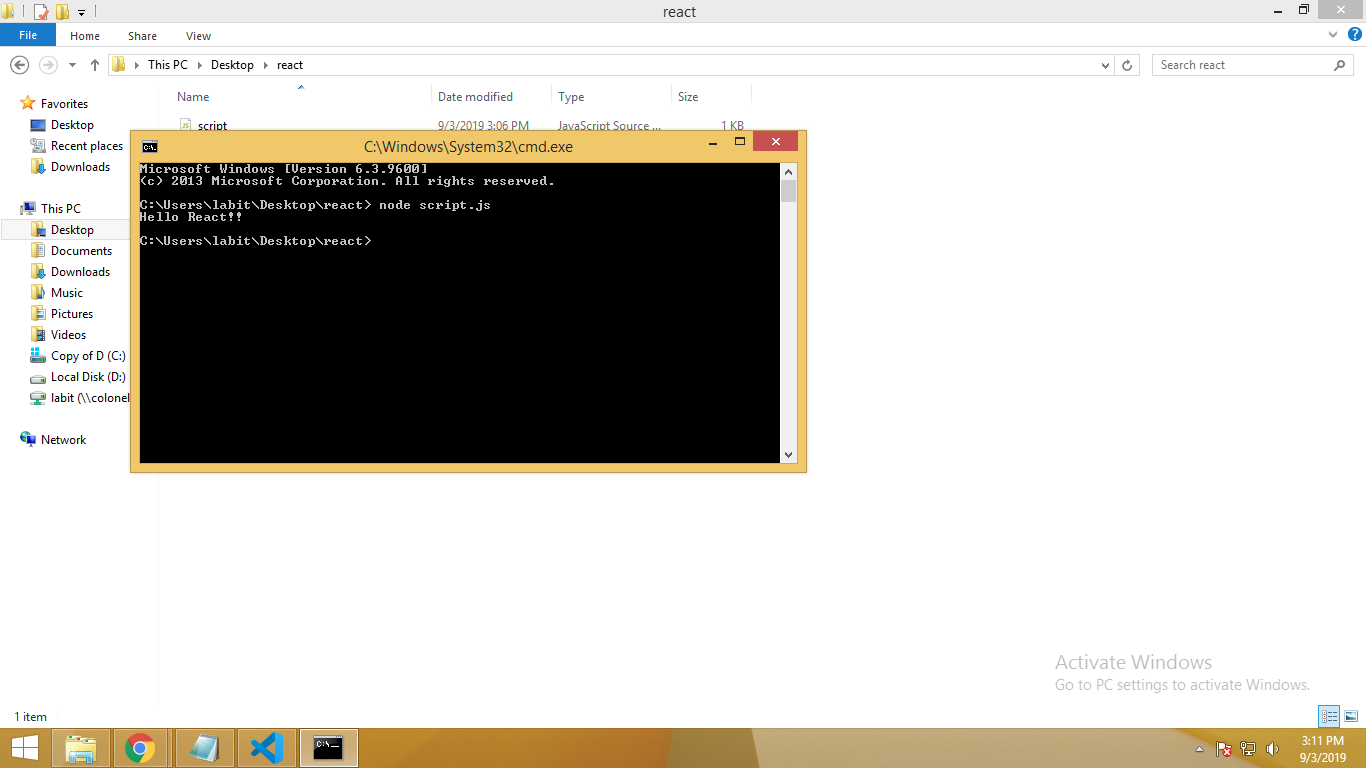 react
File Home Share View
This PC Desktop react
Search react
Name Date modified Type Size
script 9/3/2019 3:06 PM JavaScript Source ... 1 KB
Favorites
Desktop
Recent places
Downloads
This PC
Desktop
Documents
Downloads
Music
Pictures
Videos
Copy of D (C:)
Local Disk (D:)
labit (\\colonel
Network
C:\Windows\System32\cmd.exe
Microsoft Windows [Version 6.3.9600]
(c) 2013 Microsoft Corporation. All rights reserved.
C:\Users\labit\Desktop\react> node script.js
Hello React!!
C:\Users\labit\Desktop\react>
Activate Windows
Go to PC settings to activate Windows.
1 item
3:11 PM
9/3/2019